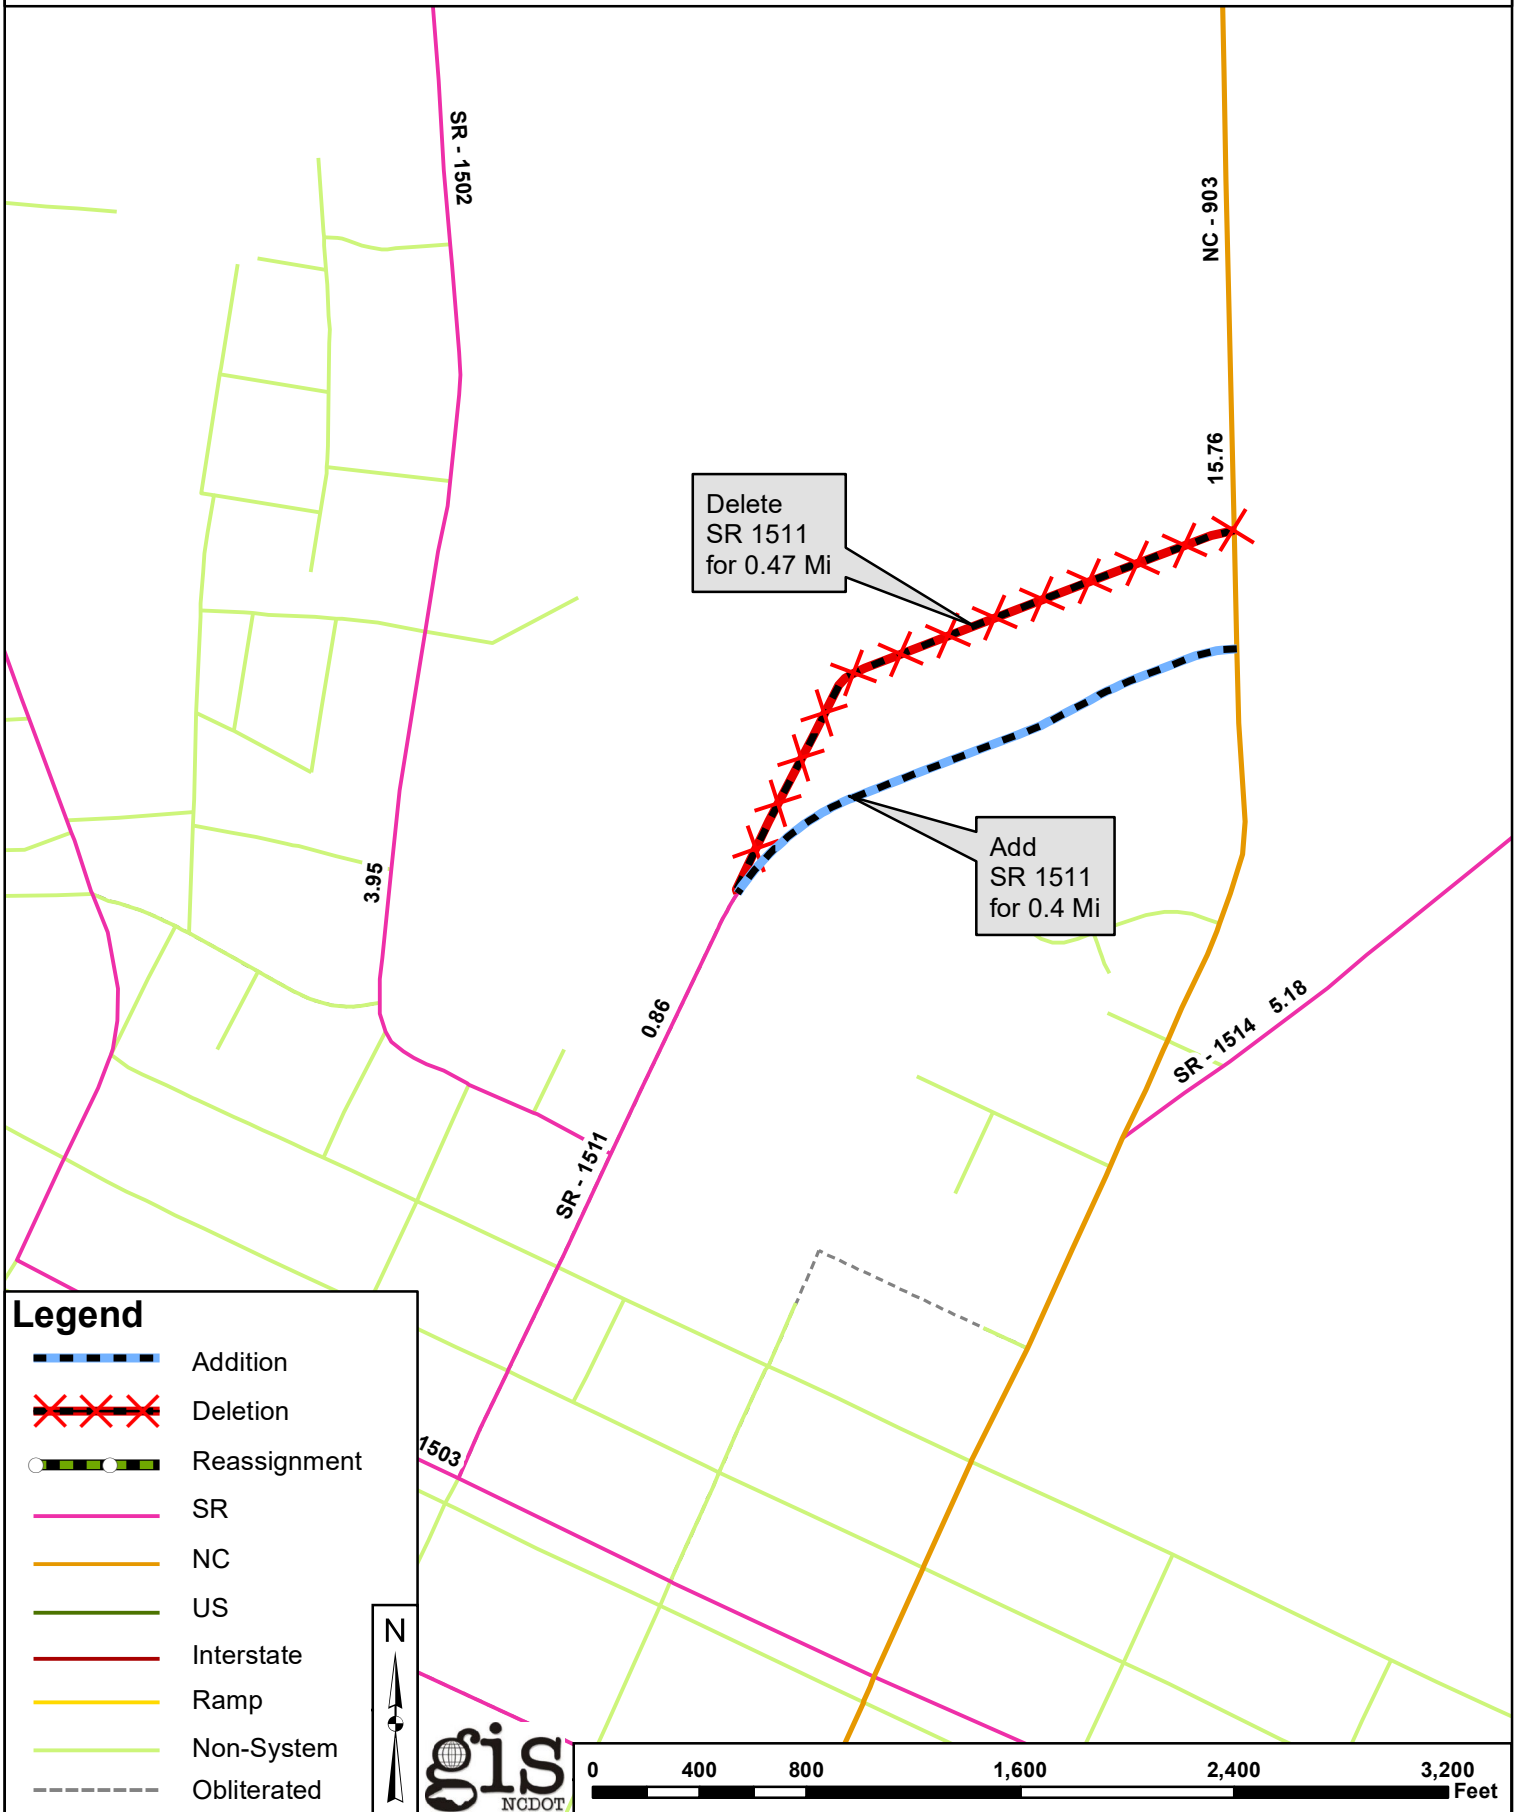 SR - 1502
NC - 903
15.76
Delete
SR 1511
for 0.47 Mi
Add
SR 1511
for 0.4 Mi
3.95
0.86
SR - 1514 5.18
SR - 1511
1503
Legend
Addition
Deletion
Reassignment
SR
NC
US
Interstate
Ramp
Non-System
Obliterated
N
gis
NCDOT
0 400 800 1,600 2,400 3,200
Feet